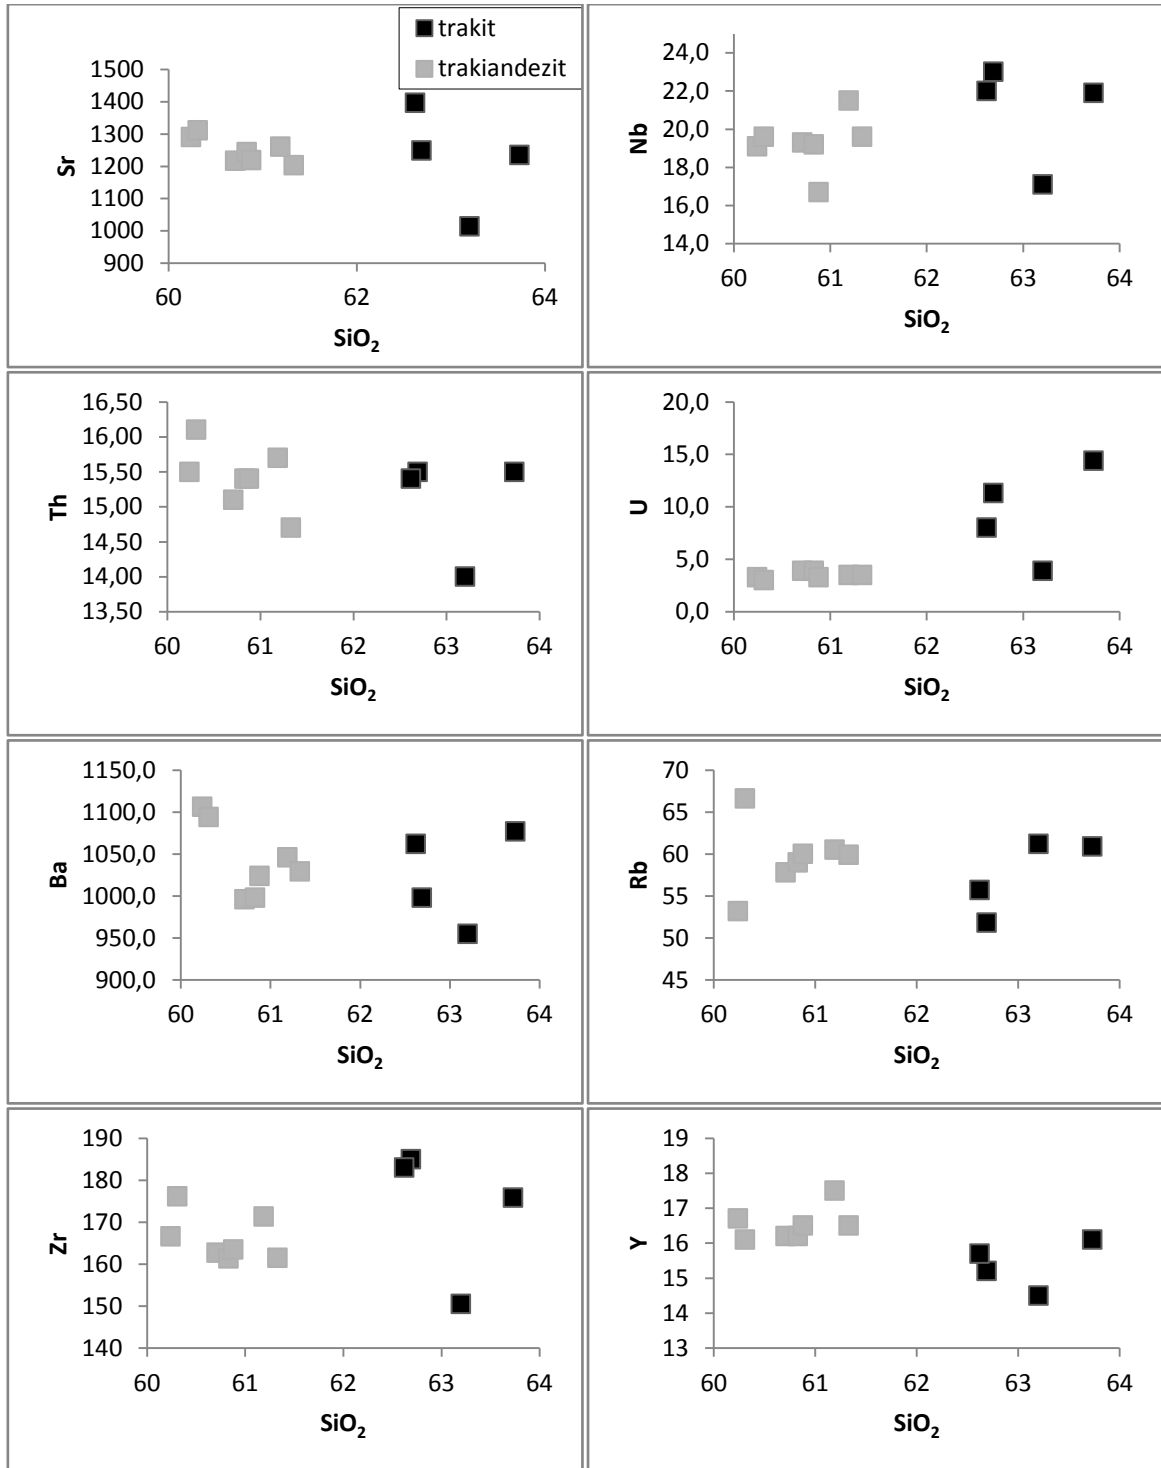 trakit
trakiandezit
1500
1400
1300
1200
1100
1000
900
Sr
60 62 64
SiO₂
24,0
22,0
20,0
18,0
16,0
14,0
Nb
60 61 62 63 64
SiO₂
16,50
16,00
15,50
15,00
14,50
14,00
13,50
Th
60 61 62 63 64
SiO₂
20,0
15,0
10,0
5,0
0,0
U
60 61 62 63 64
SiO₂
1150,0
1100,0
1050,0
1000,0
950,0
900,0
Ba
60 61 62 63 64
SiO₂
70
65
60
55
50
45
Rb
60 61 62 63 64
SiO₂
190
180
170
160
150
140
Zr
60 61 62 63 64
SiO₂
19
18
17
16
15
14
13
Y
60 61 62 63 64
SiO₂